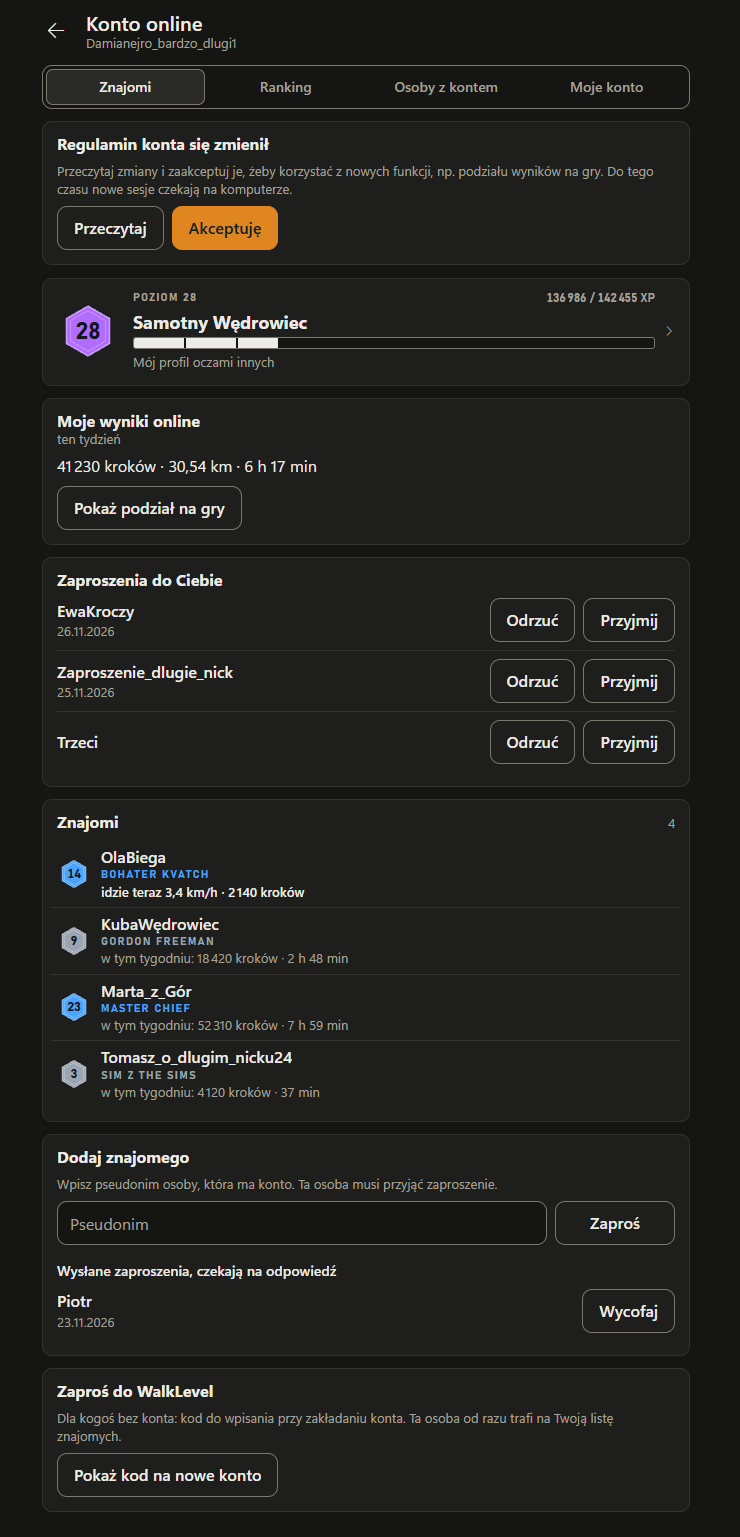 Konto online
Damianejro_bardzo_dlugi1
Znajomi
Ranking
Osoby z kontem
Moje konto
Regulamin konta się zmienił
Przeczytaj zmiany i zaakceptuj je, żeby korzystać z nowych funkcji, np. podziału wyników na gry. Do tego
czasu nowe sesje czekają na komputerze.
Przeczytaj
Akceptuję
28
POZIOM 28
136 986 / 142 455 XP
Samotny Wędrowiec
Mój profil oczami innych
Moje wyniki online
ten tydzień
41 230 kroków · 30,54 km · 6 h 17 min
Pokaż podział na gry
Zaproszenia do Ciebie
EwaKroczy
26.11.2026
Odrzuć
Przyjmij
Zaproszenie_dlugie_nick
25.11.2026
Odrzuć
Przyjmij
Trzeci
Odrzuć
Przyjmij
Znajomi
4
14
OlaBiega
BOHATER KVATCH
idzie teraz 3,4 km/h · 2140 kroków
9
KubaWędrowiec
GORDON FREEMAN
w tym tygodniu: 18 420 kroków · 2 h 48 min
23
Marta_z_Gór
MASTER CHIEF
w tym tygodniu: 52 310 kroków · 7 h 59 min
3
Tomasz_o_dlugim_nicku24
SIM Z THE SIMS
w tym tygodniu: 4120 kroków · 37 min
Dodaj znajomego
Wpisz pseudonim osoby, która ma konto. Ta osoba musi przyjąć zaproszenie.
Pseudonim
Zaproś
Wysłane zaproszenia, czekają na odpowiedź
Piotr
23.11.2026
Wycofaj
Zaproś do WalkLevel
Dla kogoś bez konta: kod do wpisania przy zakładaniu konta. Ta osoba od razu trafi na Twoją listę
znajomych.
Pokaż kod na nowe konto